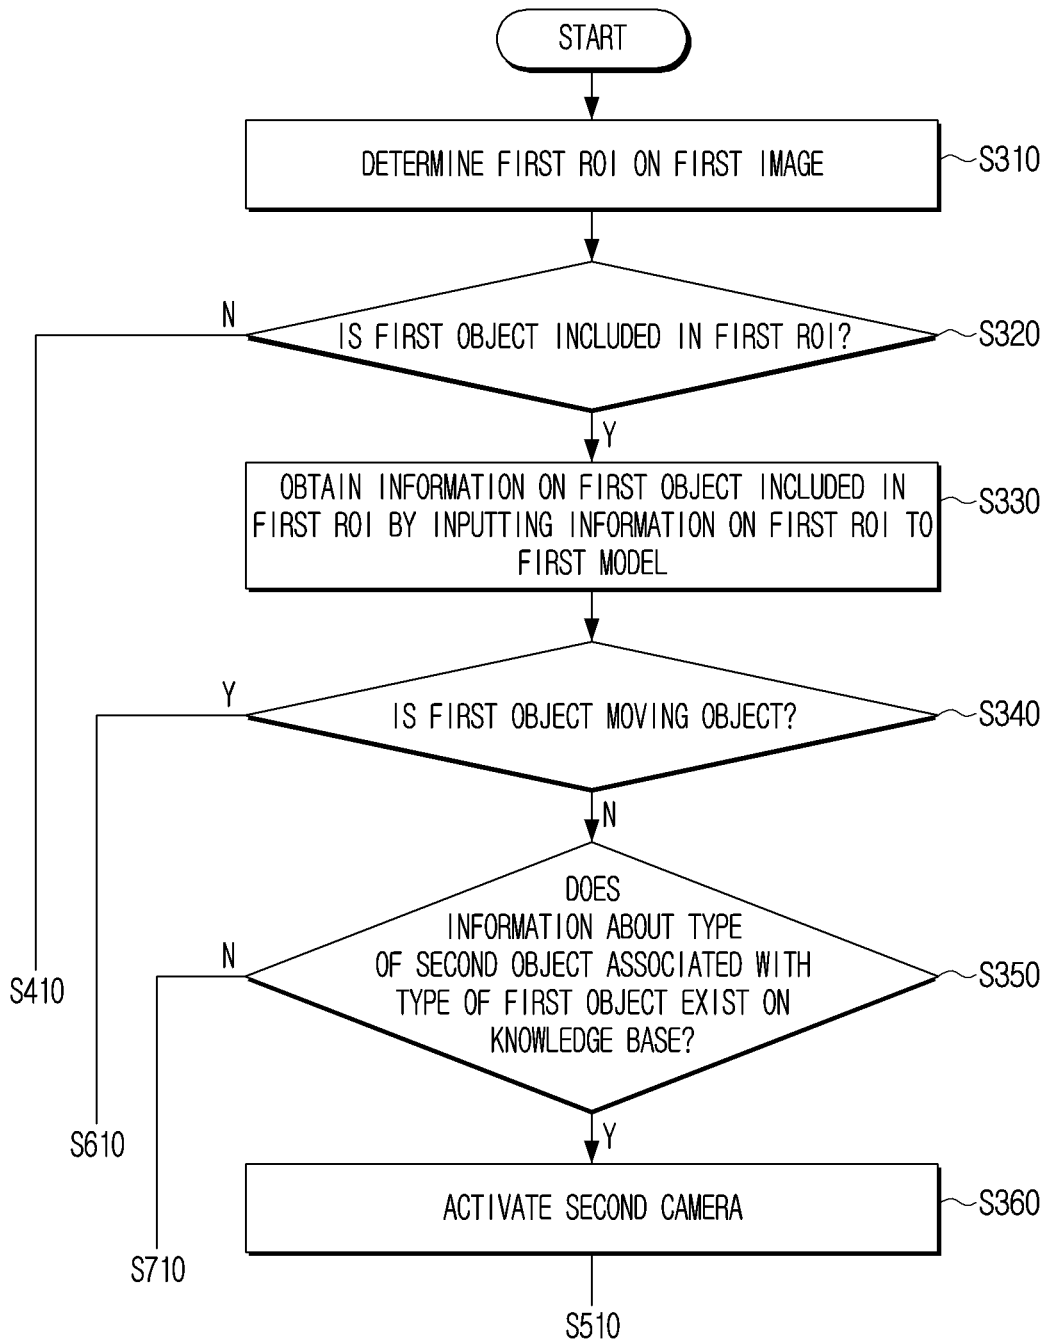 START
DETERMINE FIRST ROI ON FIRST IMAGE
S310
N
IS FIRST OBJECT INCLUDED IN FIRST ROI?
S320
Y
OBTAIN INFORMATION ON FIRST OBJECT INCLUDED IN
FIRST ROI BY INPUTTING INFORMATION ON FIRST ROI TO
FIRST MODEL
S330
Y
IS FIRST OBJECT MOVING OBJECT?
S340
N
DOES
INFORMATION ABOUT TYPE
OF SECOND OBJECT ASSOCIATED WITH
TYPE OF FIRST OBJECT EXIST ON
KNOWLEDGE BASE?
N
S350
S410
S610
Y
ACTIVATE SECOND CAMERA
S360
S710
S510